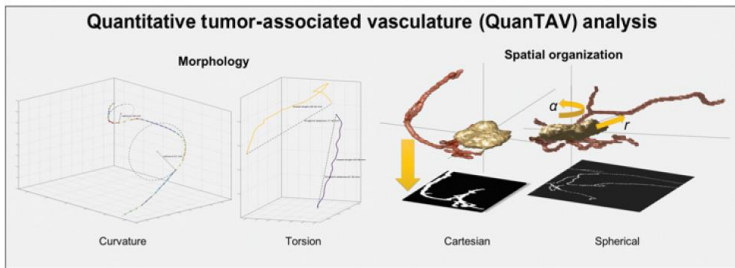 Quantitative tumor-associated vasculature (QuanTAV) analysis
Morphology
Spatial organization
α
r
Curvature
Torsion
Cartesian
Spherical